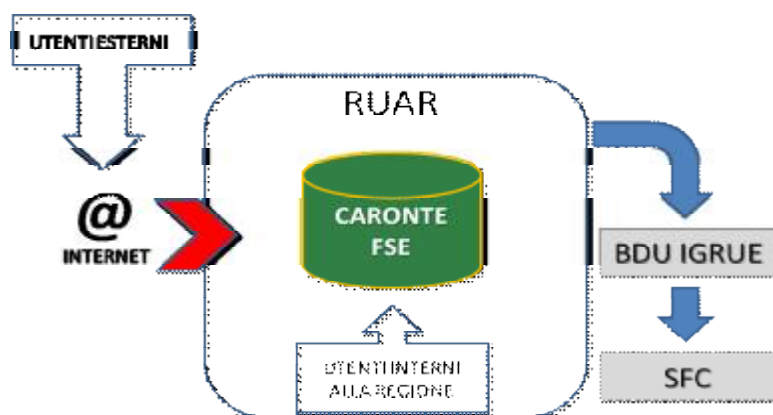 UTENTI ESTERNI
RUAR
@
INTERNET
CARONTE
FSE
BDU IGRUE
UTENTI INTERNI
ALLA REGIONE
SFC